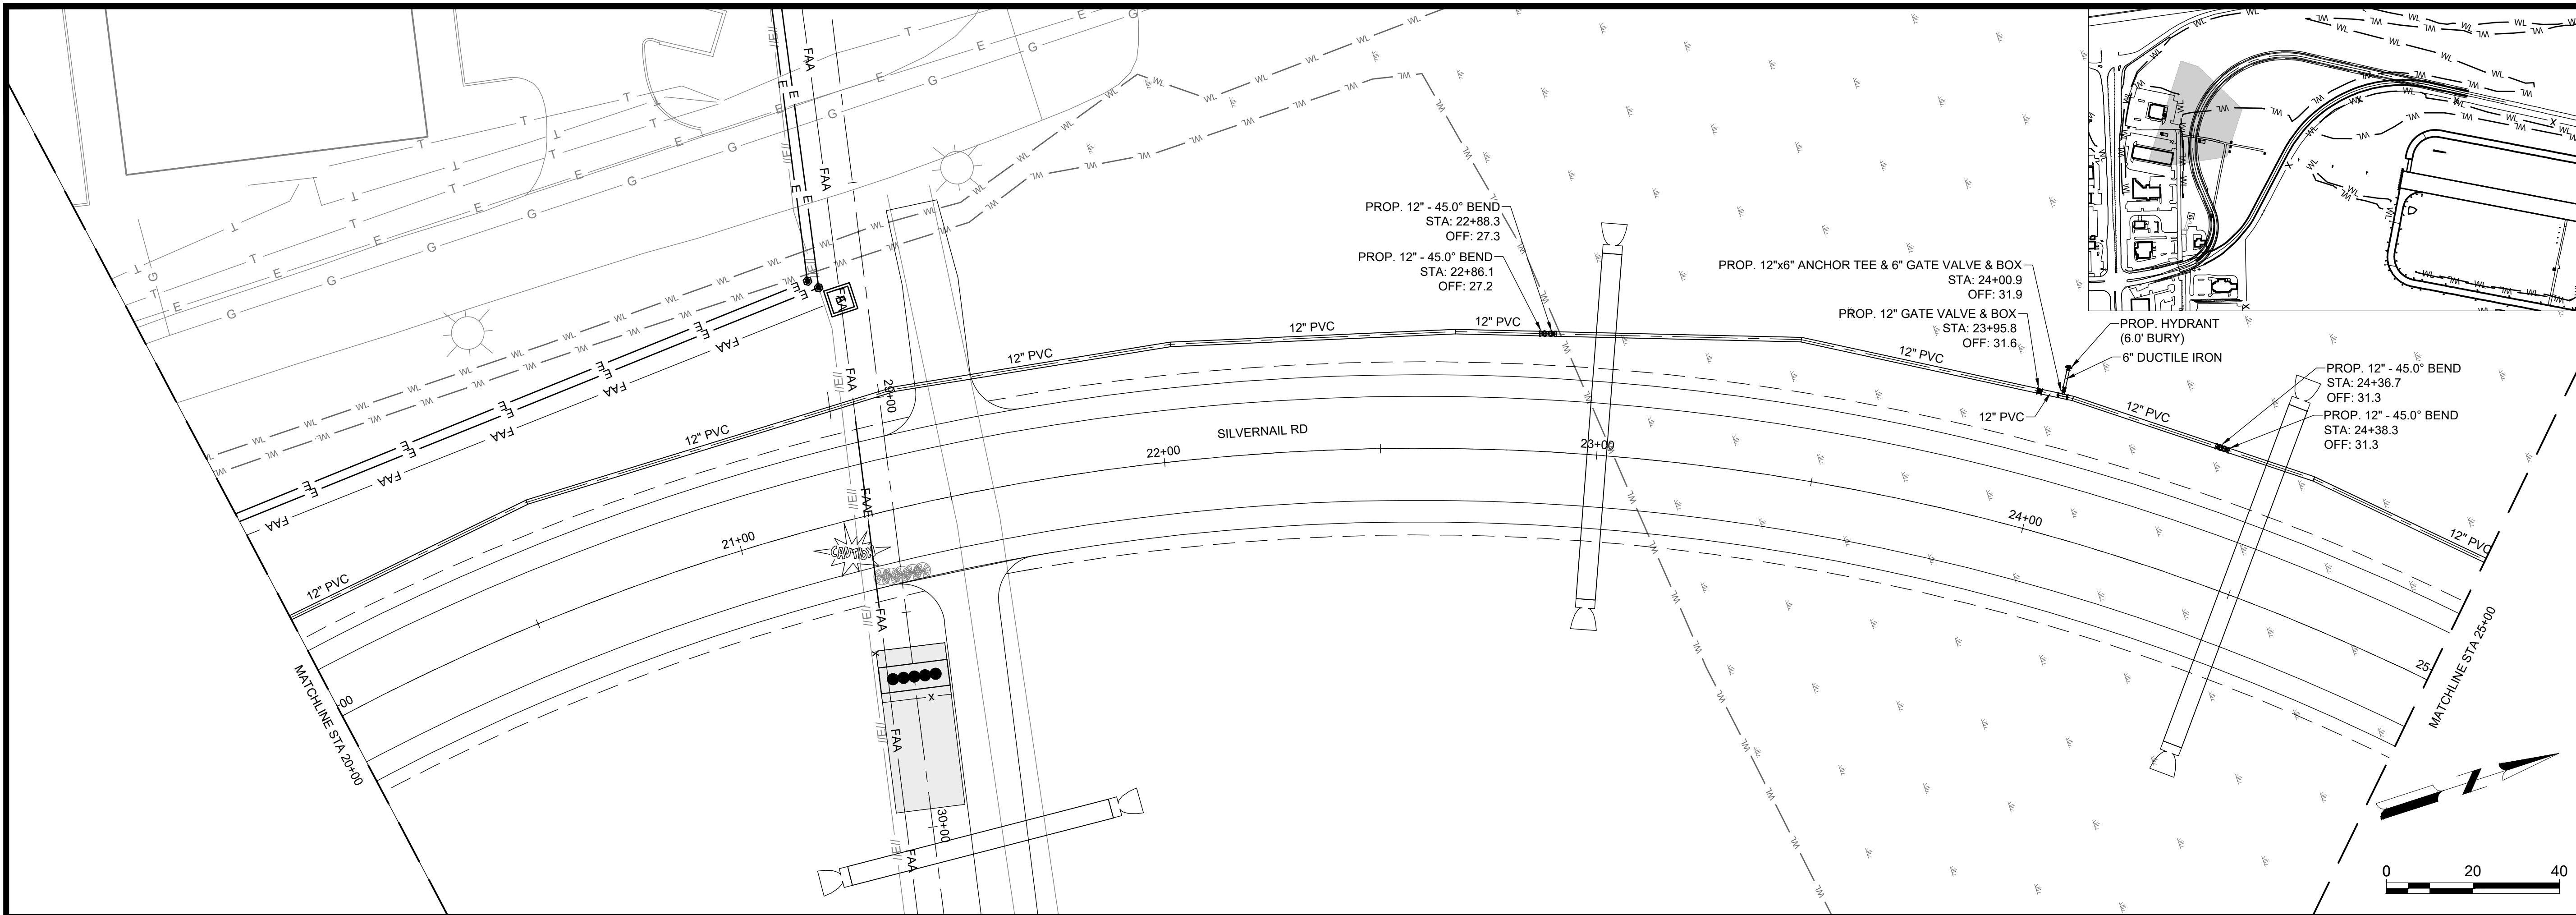 PROP. 12" - 45.0° BEND
STA: 22+88.3
OFF: 27.3
PROP. 12" - 45.0° BEND
STA: 22+86.1
OFF: 27.2
PROP. 12"x6" ANCHOR TEE & 6" GATE VALVE & BOX
STA: 24+00.9
OFF: 31.9
PROP. 12" GATE VALVE & BOX
STA: 23+95.8
OFF: 31.6
PROP. HYDRANT
(6.0' BURY)
6" DUCTILE IRON
PROP. 12" - 45.0° BEND
STA: 24+36.7
OFF: 31.3
PROP. 12" - 45.0° BEND
STA: 24+38.3
OFF: 31.3
12" PVC
12" PVC
12" PVC
12" PVC
12" PVC
12" PVC
12" PVC
12" PVC
12" PVC
SILVERNAIL RD
21+00
22+00
23+00
24+00
25
00
29+00
30+00
CAUTION
MATCHLINE STA 20+00
MATCHLINE STA 25+00
FAA
FAA
FAA
FAA
FAA
FAA
FAA
FAA
FAA
FAA
FAA
N
0 20 40